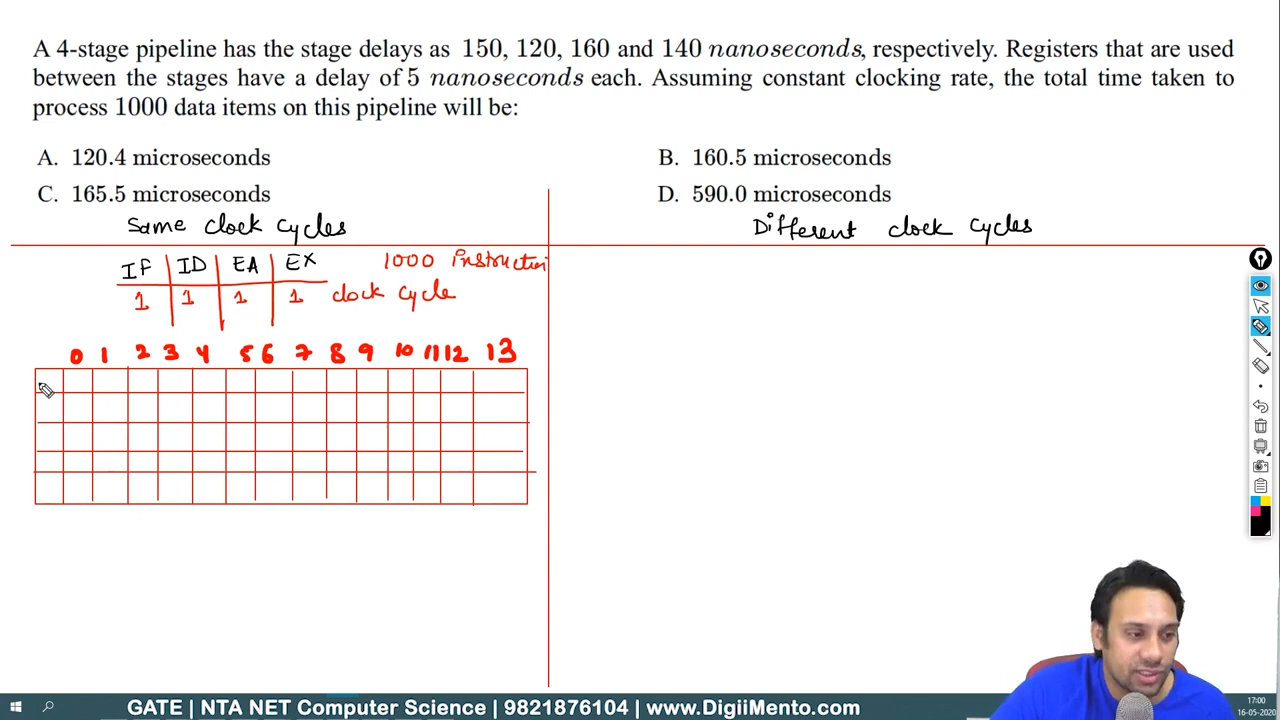 A 4-stage pipeline has the stage delays as 150, 120, 160 and 140 nanoseconds, respectively. Registers that are used
between the stages have a delay of 5 nanoseconds each. Assuming constant clocking rate, the total time taken to
process 1000 data items on this pipeline will be:
A. 120.4 microseconds
B. 160.5 microseconds
C. 165.5 microseconds
D. 590.0 microseconds
Same clock cycles
Different clock cycles
IF ID EA EX 1000 instruction
1 1 1 1 clock cycle
0 1 2 3 4 5 6 7 8 9 10 11 12 13
GATE | NTA NET Computer Science | 9821876104 | www.DigiiMento.com
17:00
16-05-2020